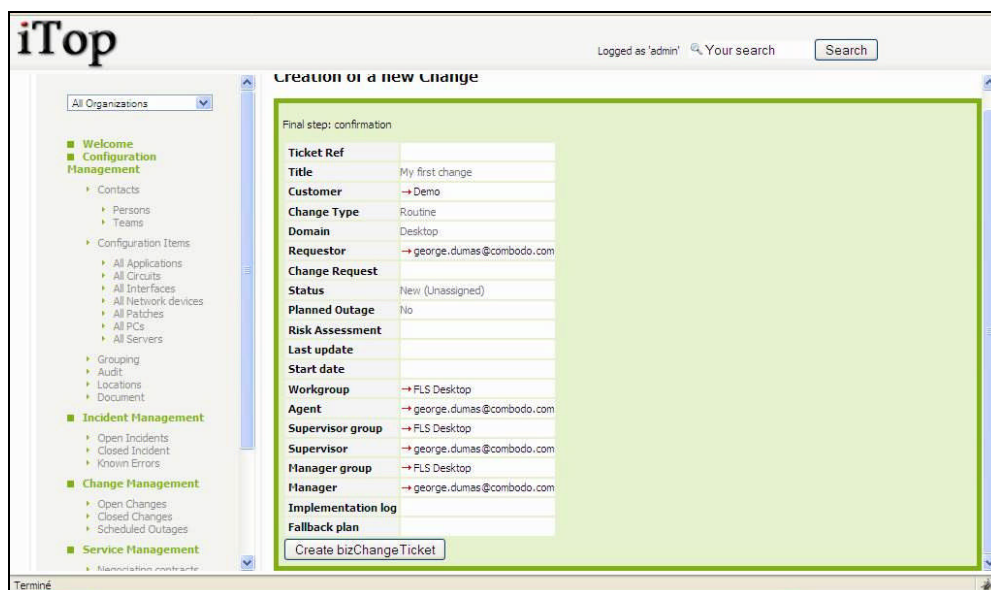 iTop
Logged as 'admin' Your search Search
All Organizations
Welcome
Configuration
Management
Contacts
Persons
Teams
Configuration Items
All Applications
All Circuits
All Interfaces
All Network devices
All Patches
All PCs
All Servers
Grouping
Audit
Locations
Document
Incident Management
Open Incidents
Closed Incident
Known Errors
Change Management
Open Changes
Closed Changes
Scheduled Outages
Service Management
Negociating contracts
Creation of a new Change
Final step: confirmation
Ticket Ref
Title My first change
Customer → Demo
Change Type Routine
Domain Desktop
Requestor → george.dumas@combodo.com
Change Request
Status New (Unassigned)
Planned Outage No
Risk Assessment
Last update
Start date
Workgroup → FLS Desktop
Agent → george.dumas@combodo.com
Supervisor group → FLS Desktop
Supervisor → george.dumas@combodo.com
Manager group → FLS Desktop
Manager → george.dumas@combodo.com
Implementation log
Fallback plan
Create bizChangeTicket
Terminé